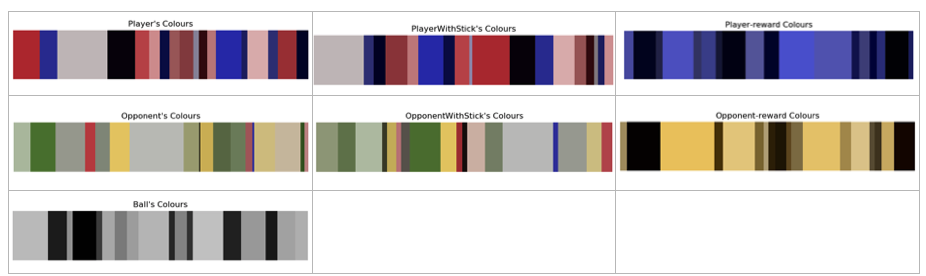 Player's Colours
PlayerWithStick's Colours
Player-reward Colours
Opponent's Colours
OpponentWithStick's Colours
Opponent-reward Colours
Ball's Colours